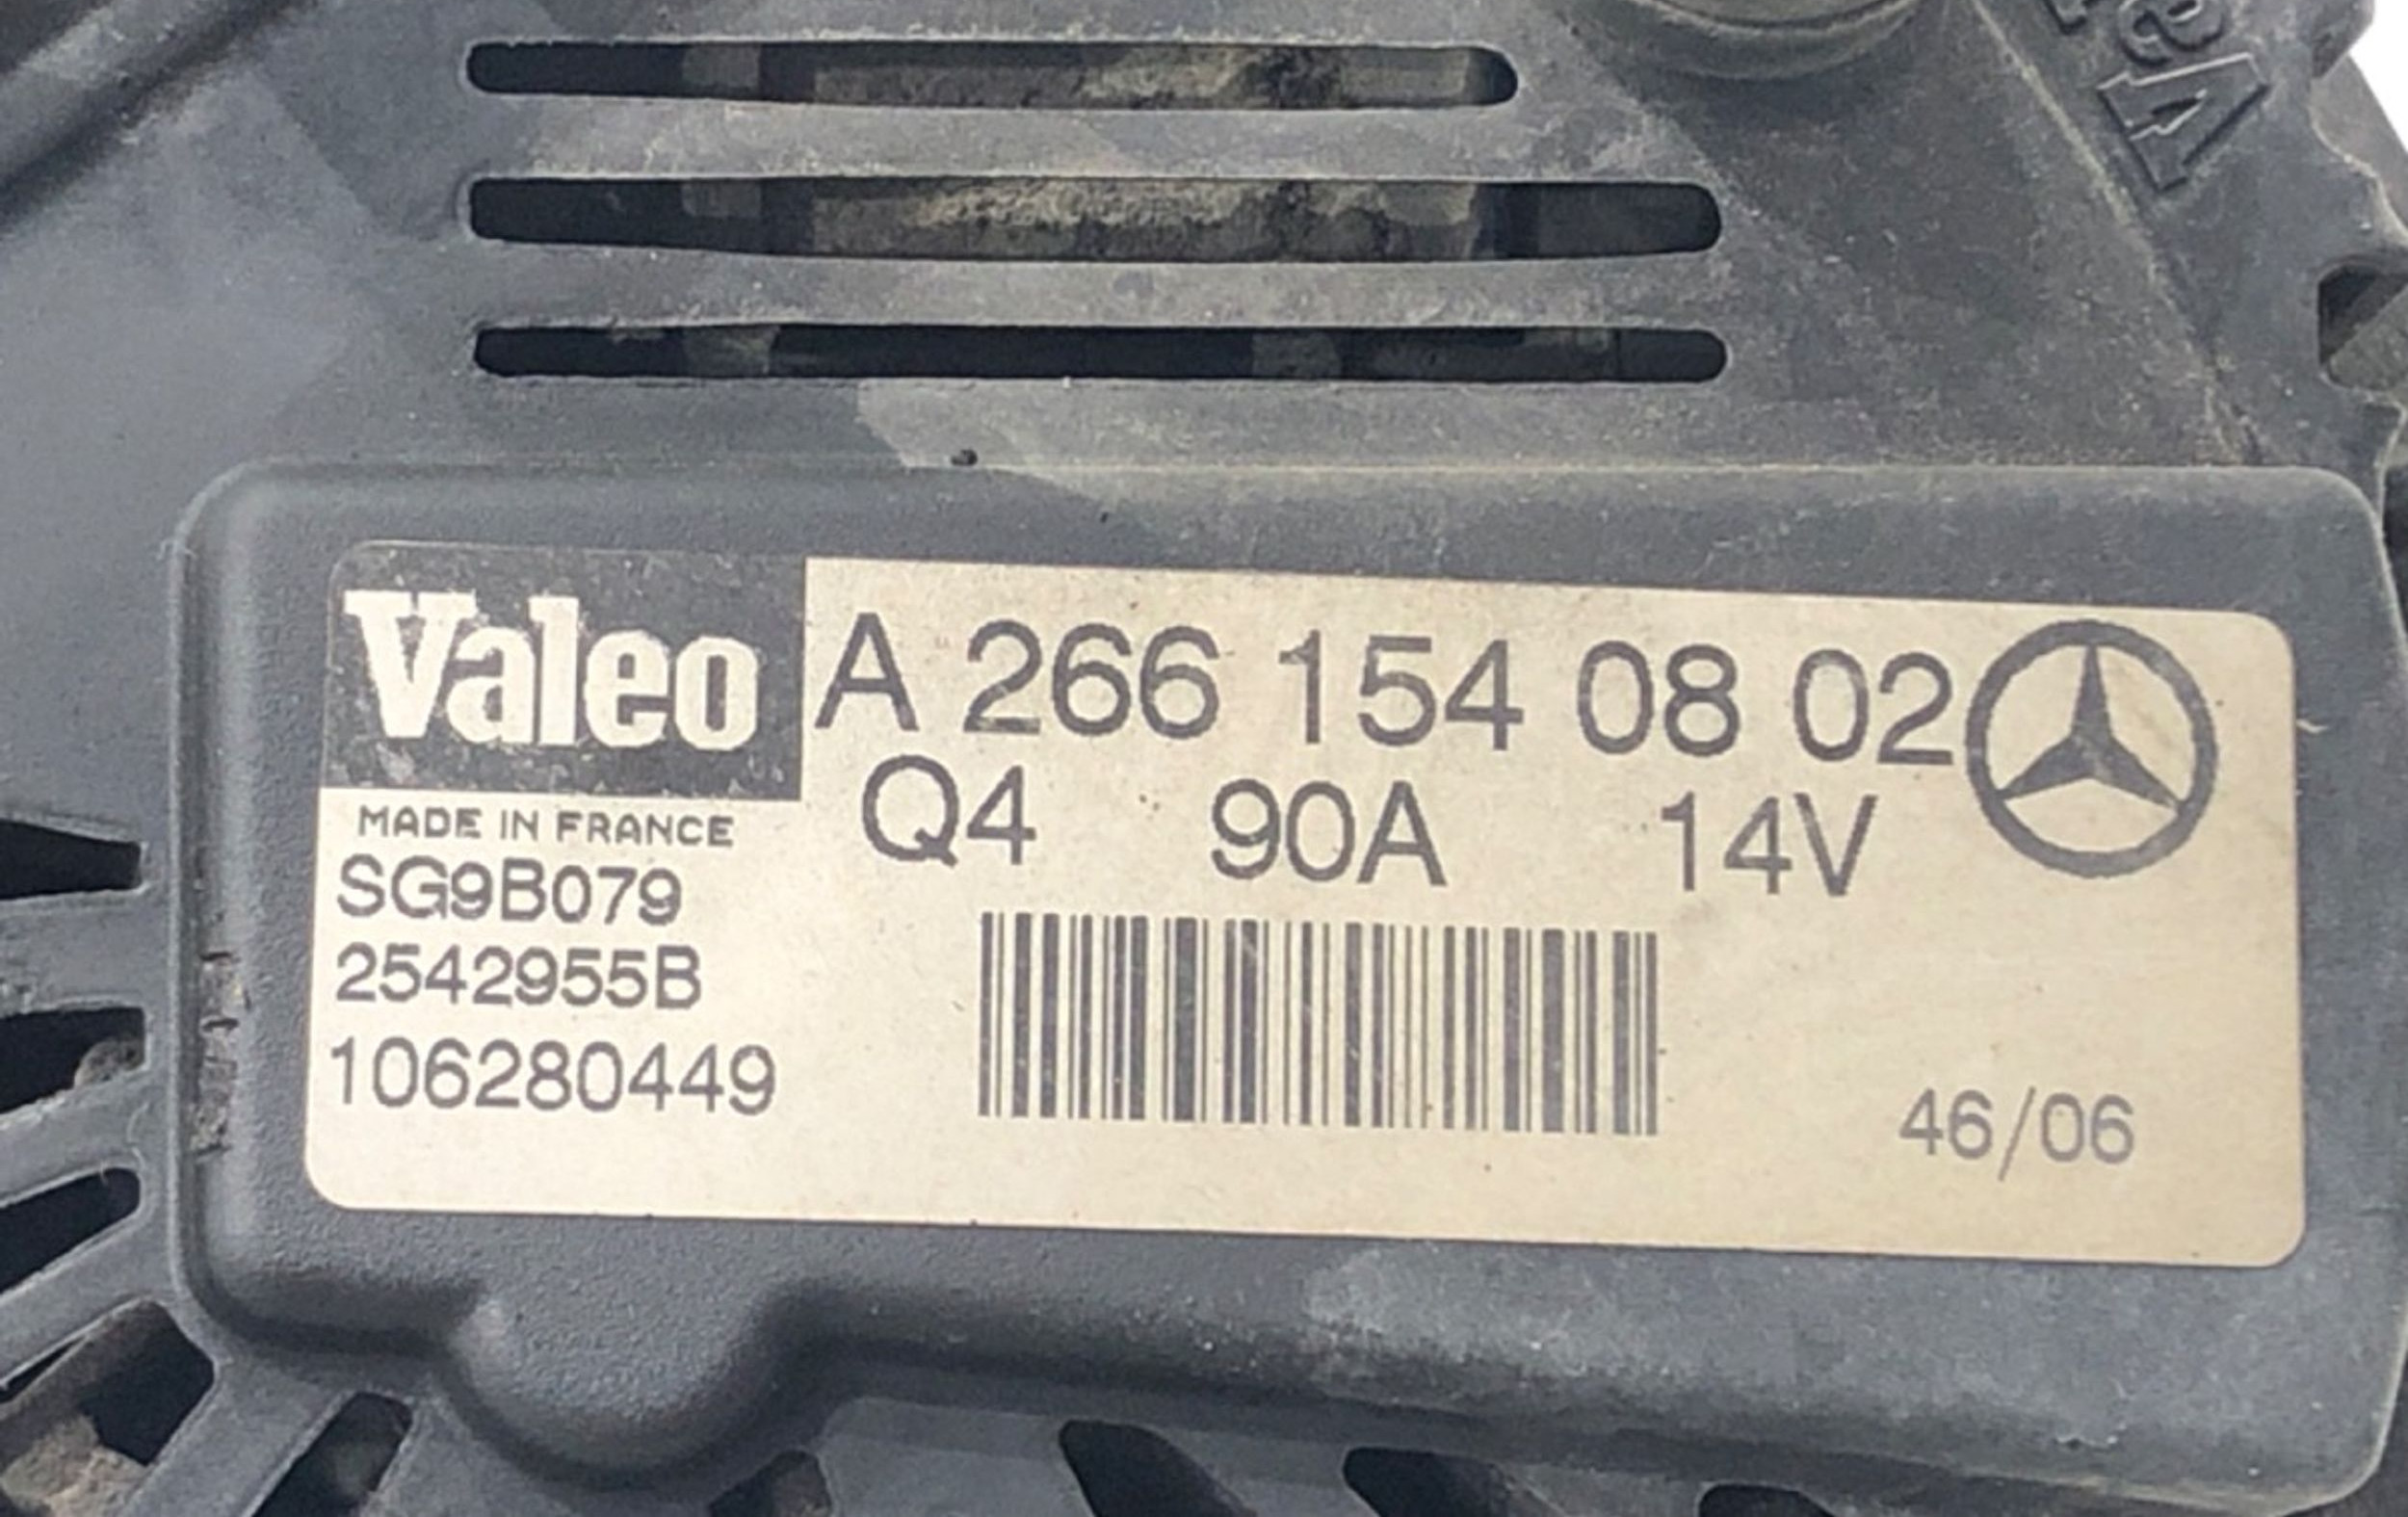 Valeo
A 266 154 08 02
Q4 90A 14V
MADE IN FRANCE
SG9B079
2542955B
106280449
46/06